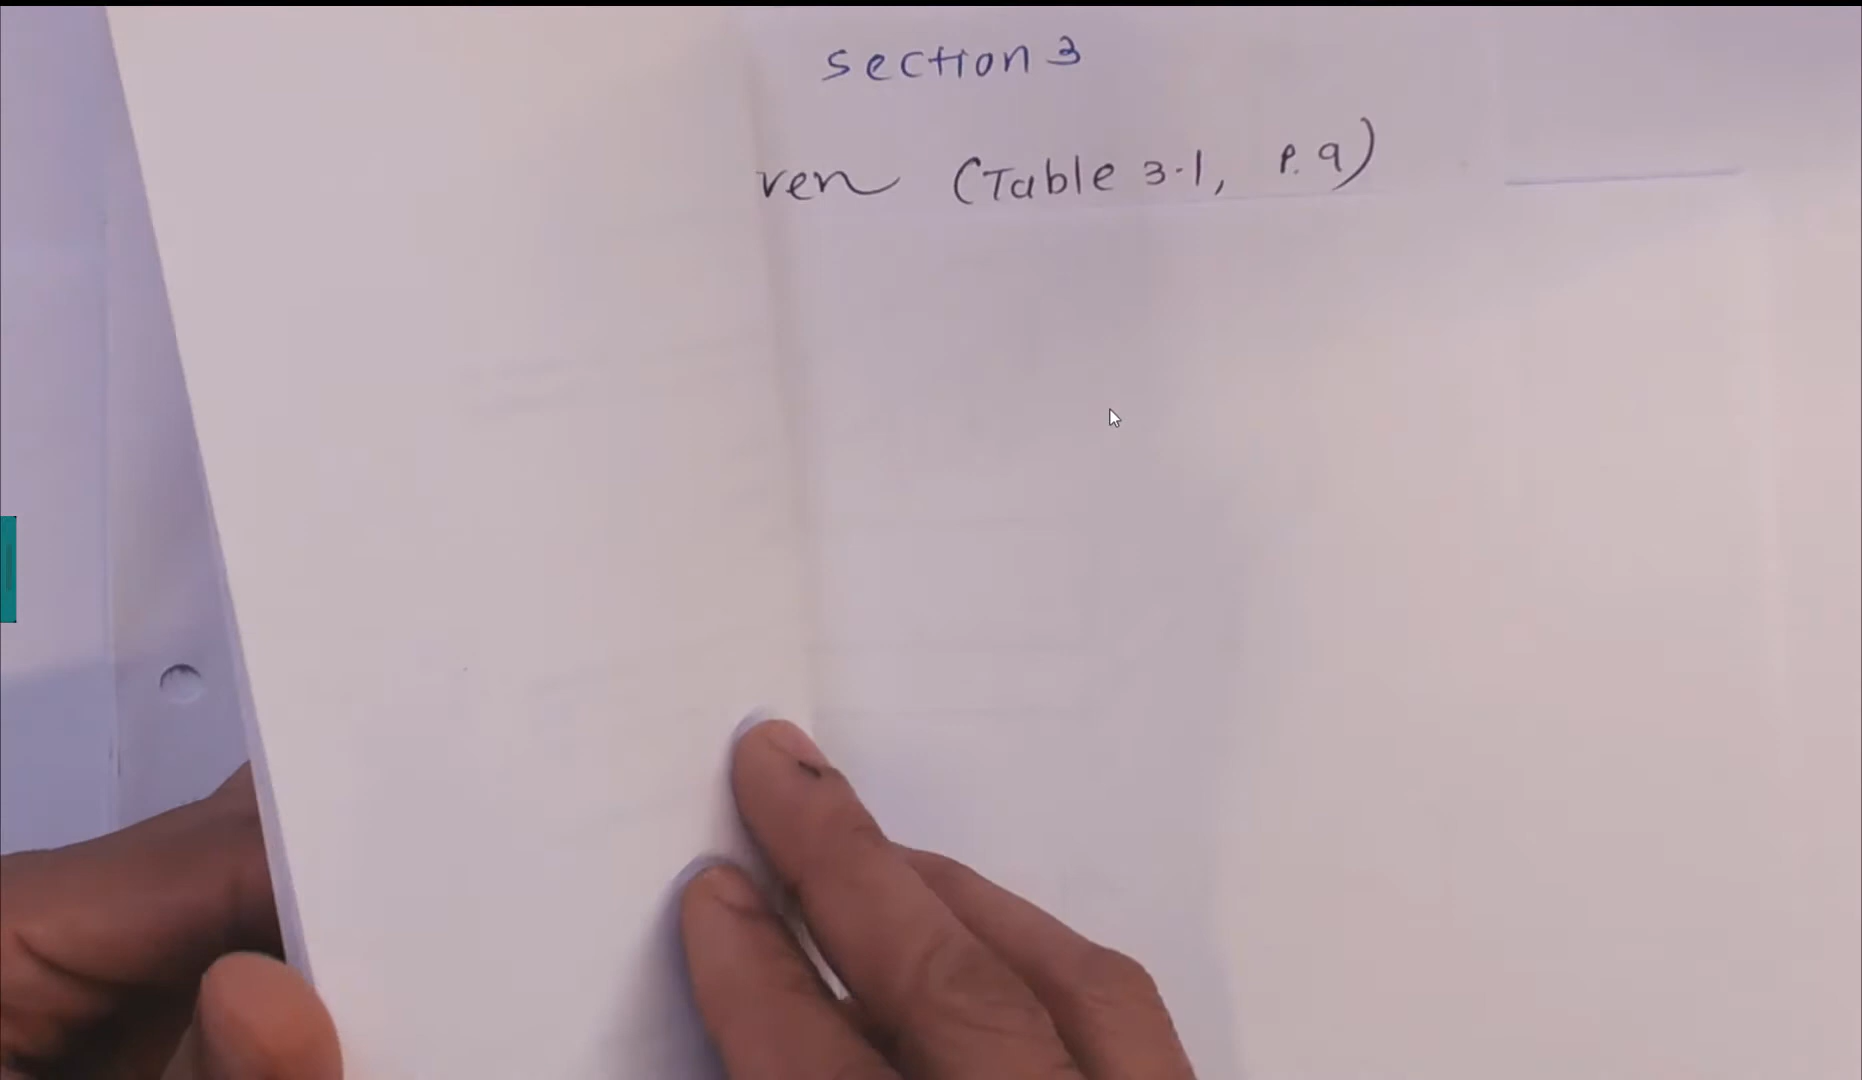 section 3
ven (Table 3.1, P. 9)